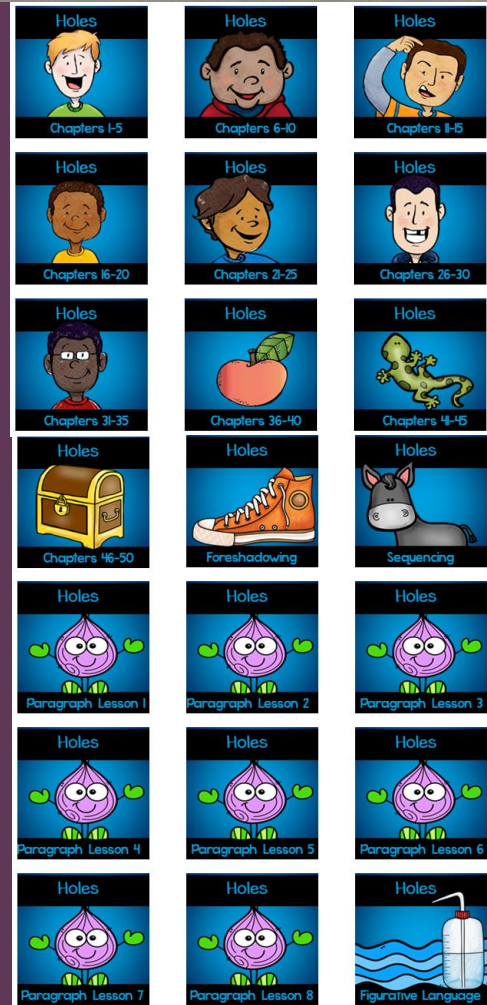 Holes
Chapters 1-5
Holes
Chapters 6-10
Holes
Chapters 11-15
Holes
Chapters 16-20
Holes
Chapters 21-25
Holes
Chapters 26-30
Holes
Chapters 31-35
Holes
Chapters 36-40
Holes
Chapters 41-45
Holes
Chapters 46-50
Holes
Foreshadowing
Holes
Sequencing
Holes
Paragraph Lesson 1
Holes
Paragraph Lesson 2
Holes
Paragraph Lesson 3
Holes
Paragraph Lesson 4
Holes
Paragraph Lesson 5
Holes
Paragraph Lesson 6
Holes
Paragraph Lesson 7
Holes
Paragraph Lesson 8
Holes
Figurative Language